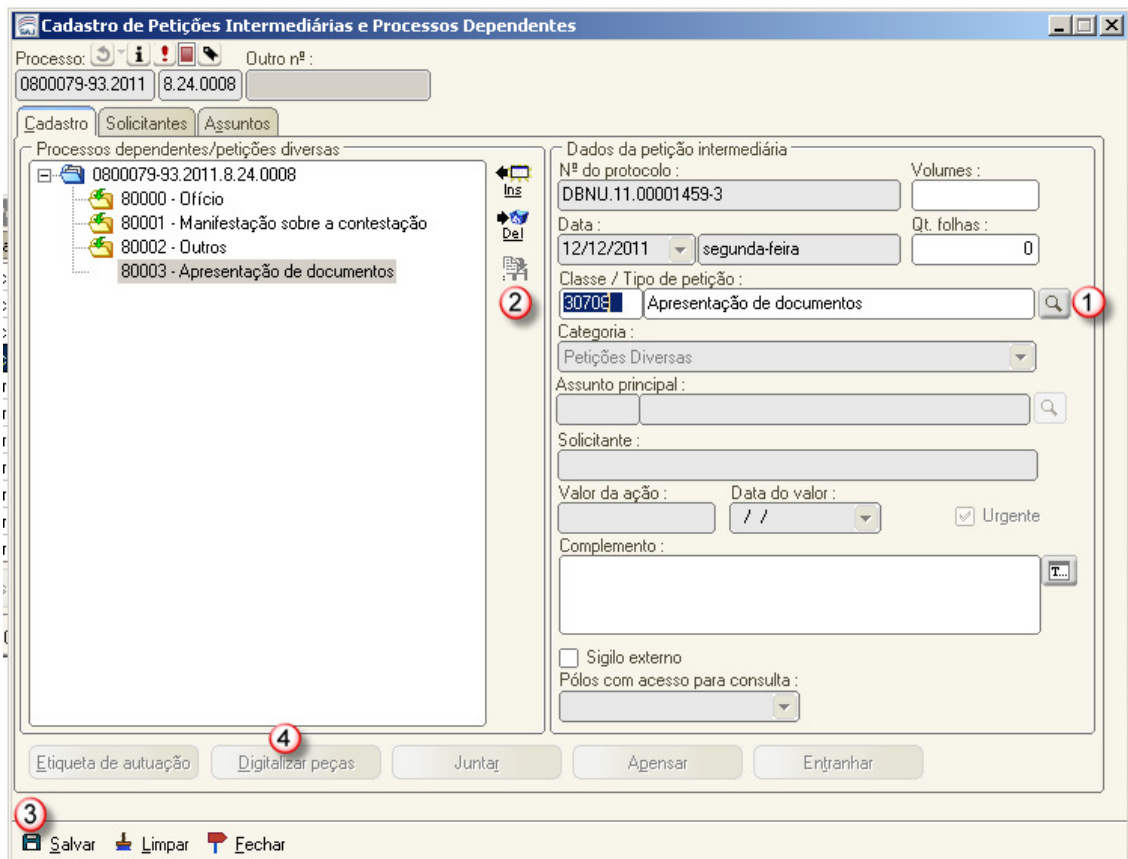 Cadastro de Petições Intermediárias e Processos Dependentes
Processo: Outro nº :
0800079-93.2011 8.24.0008
Cadastro Solicitantes Assuntos
Processos dependentes/petições diversas
0800079-93.2011.8.24.0008
80000 - Ofício
80001 - Manifestação sobre a contestação
80002 - Outros
80003 - Apresentação de documentos
Ins
Del
2
Dados da petição intermediária
Nº do protocolo : Volumes :
DBNU.11.00001459-3
Data : Qt. folhas :
12/12/2011 segunda-feira 0
Classe / Tipo de petição :
30708 Apresentação de documentos 1
Categoria :
Petições Diversas
Assunto principal :
Solicitante :
Valor da ação : Data do valor :
/ / Urgente
Complemento :
T...
Sigilo externo
Pólos com acesso para consulta :
4
Etiqueta de autuação Digitalizar peças Juntar Apensar Entranhar
3
Salvar Limpar Fechar